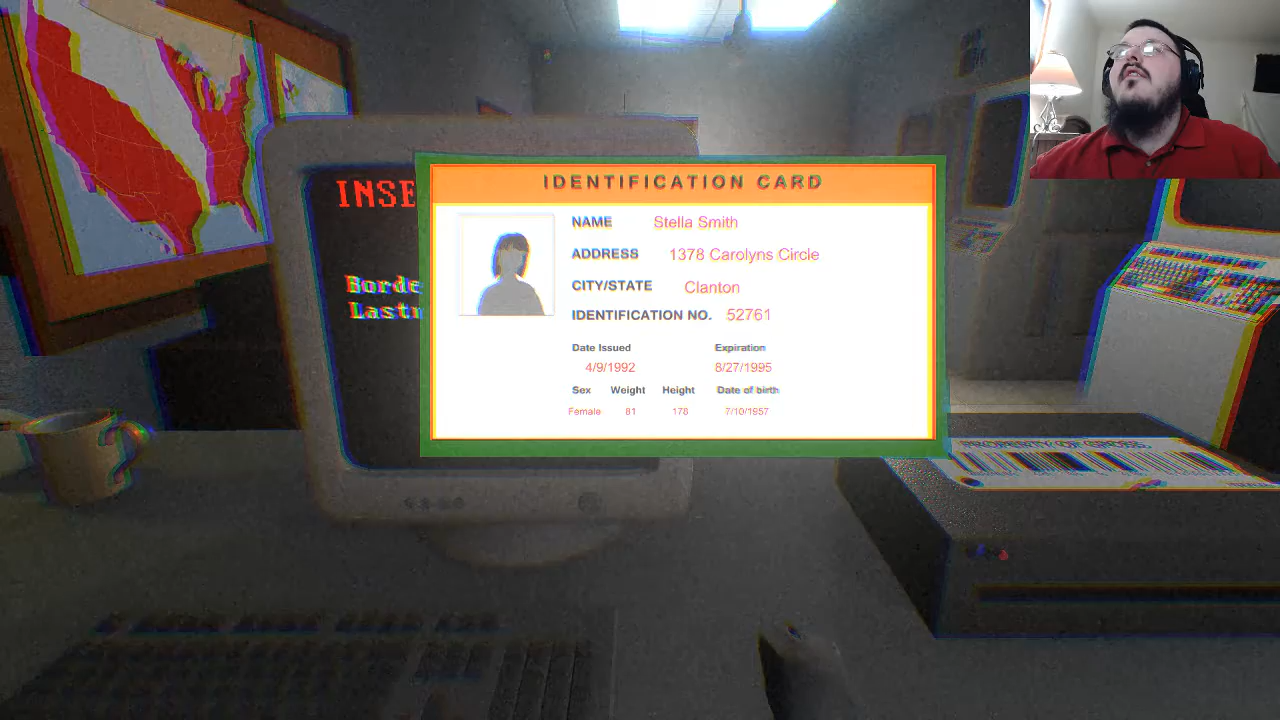 INSE
Borde
Lastn
IDENTIFICATION CARD
NAME Stella Smith
ADDRESS 1378 Carolyns Circle
CITY/STATE Clanton
IDENTIFICATION NO. 52761
Date Issued Expiration
4/9/1992 8/27/1995
Sex Weight Height Date of birth
Female 81 178 7/10/1957
PROPERTY OF